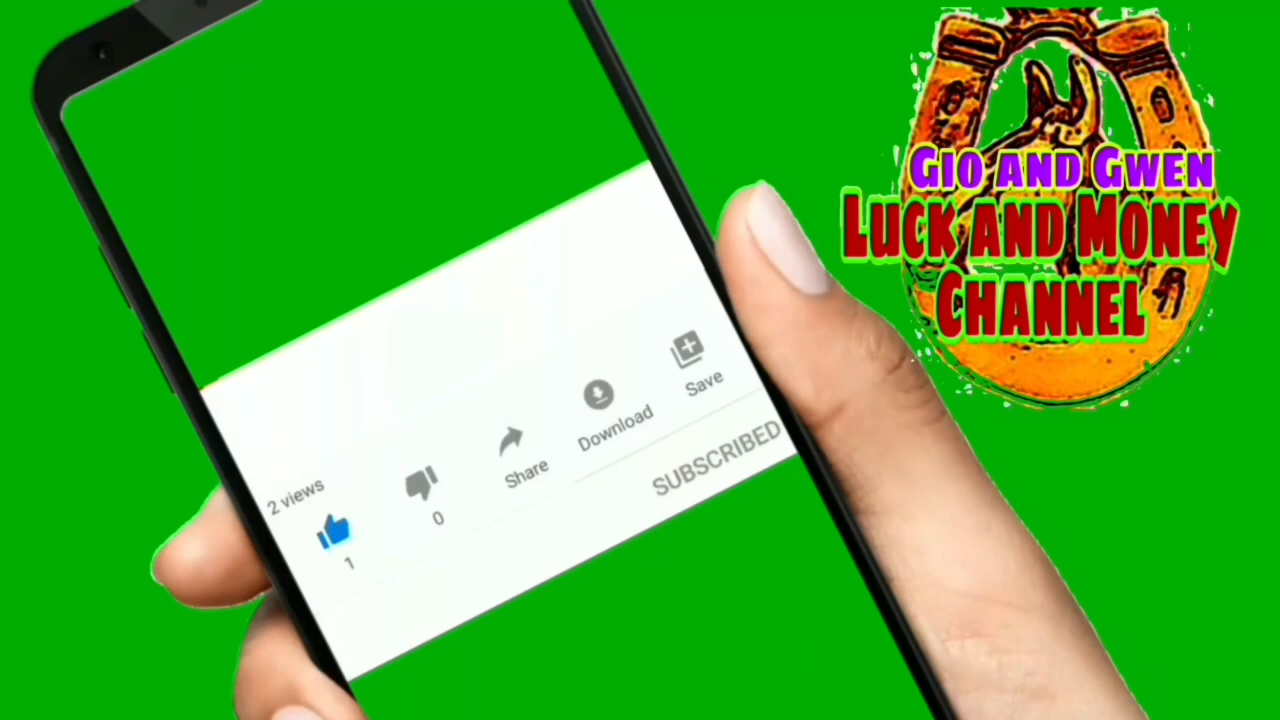 Gio and Gwen
Luck and Money
Channel
2 views
1
0
Share
Download
Save
SUBSCRIBED